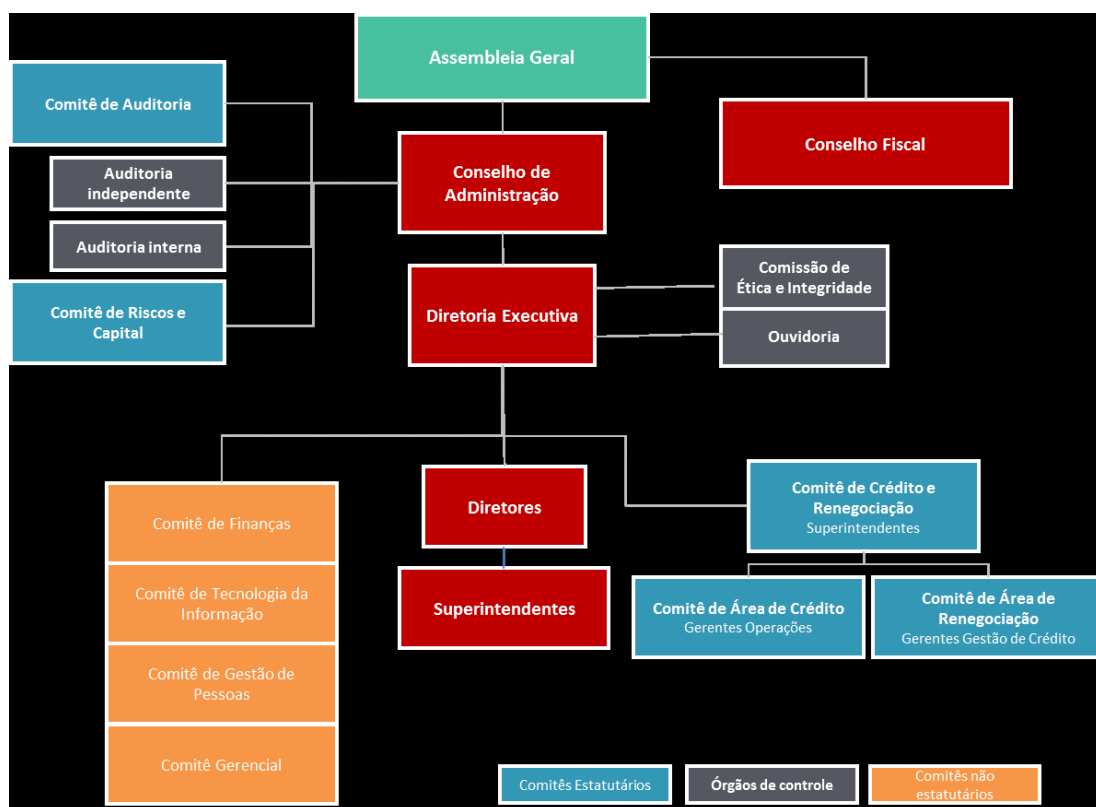 Assembleia Geral
Comitê de Auditoria
Conselho Fiscal
Auditoria
independente
Conselho de
Administração
Auditoria interna
Comissão de
Ética e Integridade
Comitê de Riscos e
Capital
Diretoria Executiva
Ouvidoria
Comitê de Finanças
Diretores
Comitê de Crédito e
Renegociação
Superintendentes
Comitê de Tecnologia da
Informação
Superintendentes
Comitê de Área de Crédito
Gerentes Operações
Comitê de Área de
Renegociação
Gerentes Gestão de Crédito
Comitê de Gestão de
Pessoas
Comitê Gerencial
Comitês Estatutários
Órgãos de controle
Comitês não
estatutários